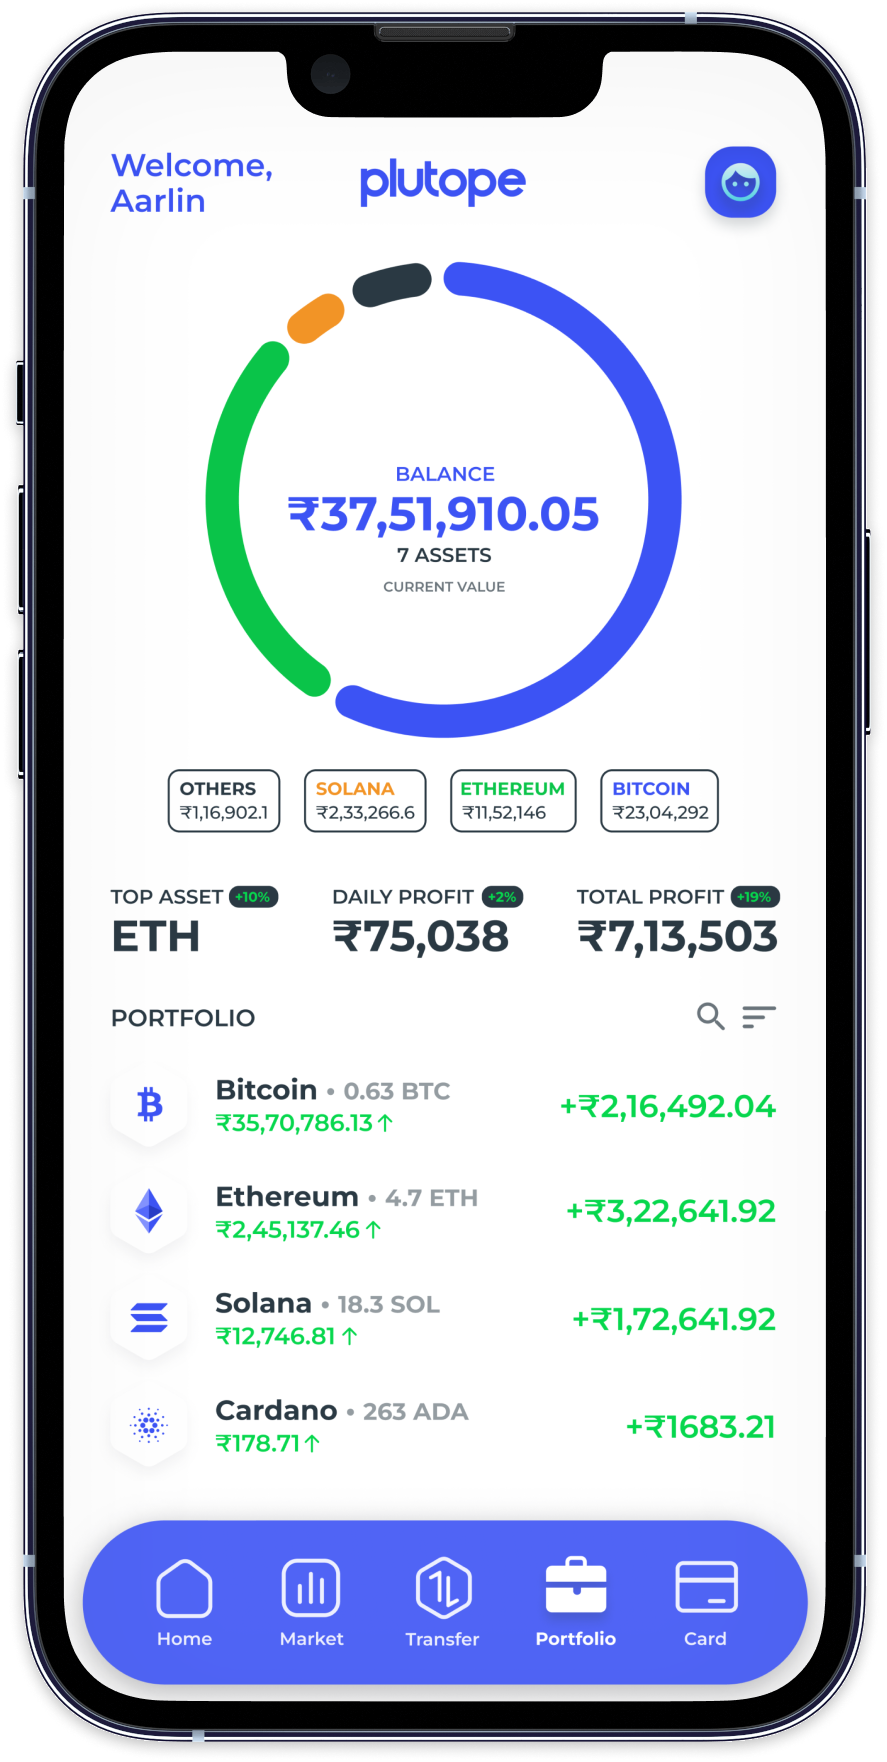 Welcome,
Aarlin
plutope
BALANCE
₹37,51,910.05
7 ASSETS
CURRENT VALUE
OTHERS
₹1,16,902.1
SOLANA
₹2,33,266.6
ETHEREUM
₹11,52,146
BITCOIN
₹23,04,292
TOP ASSET +10%
ETH
DAILY PROFIT +2%
₹75,038
TOTAL PROFIT +19%
₹7,13,503
PORTFOLIO
Bitcoin • 0.63 BTC
₹35,70,786.13↑
+₹2,16,492.04
Ethereum • 4.7 ETH
₹2,45,137.46↑
+₹3,22,641.92
Solana • 18.3 SOL
₹12,746.81↑
+₹1,72,641.92
Cardano • 263 ADA
₹178.71↑
+₹1683.21
Home
Market
Transfer
Portfolio
Card